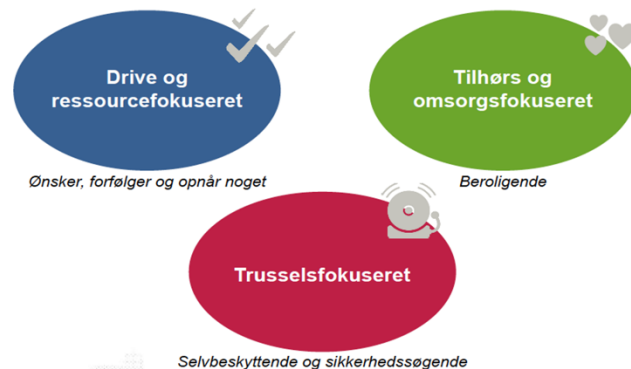 Drive og
ressourcefokuseret
Tilhørs og
omsorgsfokuseret
Ønsker, forfølger og opnår noget
Beroligende
Trusselsfokuseret
Selvbeskyttende og sikkerhedssøgende